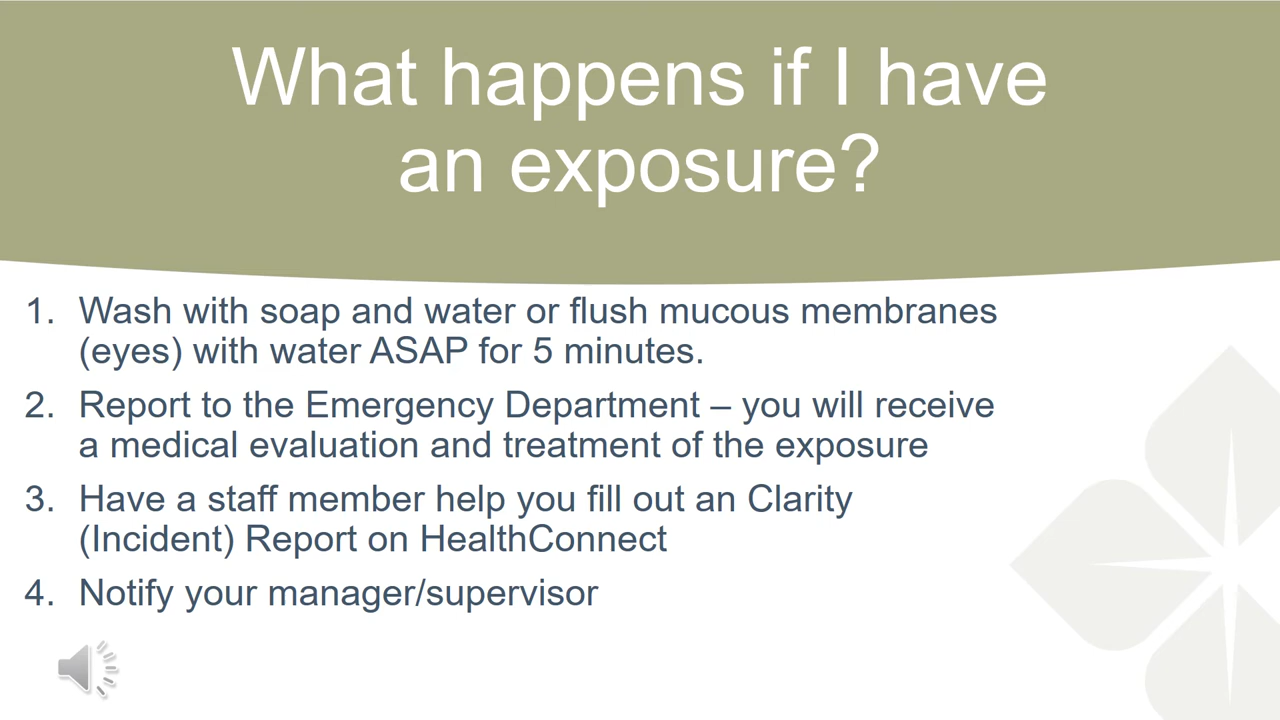 What happens if I have
an exposure?
1. Wash with soap and water or flush mucous membranes
(eyes) with water ASAP for 5 minutes.
2. Report to the Emergency Department – you will receive
a medical evaluation and treatment of the exposure
3. Have a staff member help you fill out an Clarity
(Incident) Report on HealthConnect
4. Notify your manager/supervisor